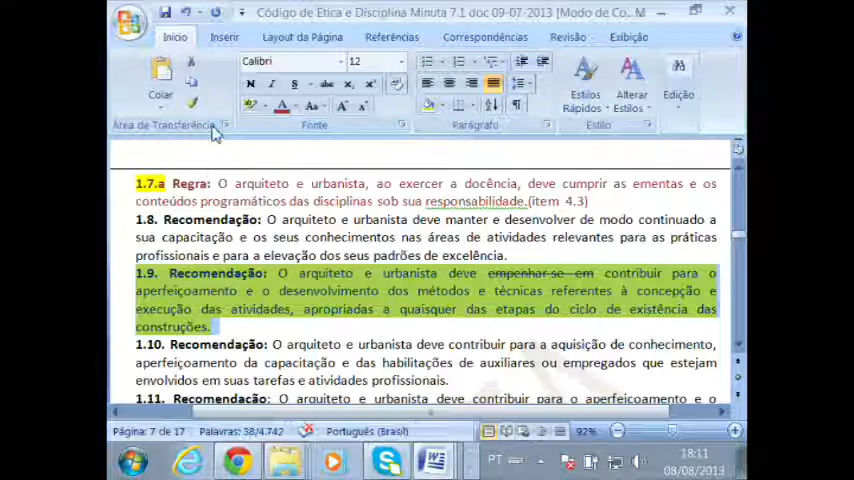 Código de Etica e Disciplina Minuta 7.1 doc 09-07-2013 [Modo de Co... M...
Início Inserir Layout da Página Referências Correspondências Revisão Exibição
Calibri 12
Colar
N I S abc x₂ x²
Aa A A
Estilos Rápidos
Alterar Estilos
Edição
Área de Transferência Fonte Parágrafo Estilo
1.7.a Regra: O arquiteto e urbanista, ao exercer a docência, deve cumprir as ementas e os
conteúdos programáticos das disciplinas sob sua responsabilidade.(item 4.3)
1.8. Recomendação: O arquiteto e urbanista deve manter e desenvolver de modo continuado a
sua capacitação e os seus conhecimentos nas áreas de atividades relevantes para as práticas
profissionais e para a elevação dos seus padrões de excelência.
1.9. Recomendação: O arquiteto e urbanista deve empenhar-se em contribuir para o
aperfeiçoamento e o desenvolvimento dos métodos e técnicas referentes à concepção e
execução das atividades, apropriadas a quaisquer das etapas do ciclo de existência das
construções.
1.10. Recomendação: O arquiteto e urbanista deve contribuir para a aquisição de conhecimento,
aperfeiçoamento da capacitação e das habilitações de auxiliares ou empregados que estejam
envolvidos em suas tarefas e atividades profissionais.
1.11. Recomendação: O arquiteto e urbanista deve contribuir para o aperfeiçoamento e o
Página: 7 de 17 Palavras: 38/4.742 Português (Brasil) 92%
PT 18:11
08/08/2013